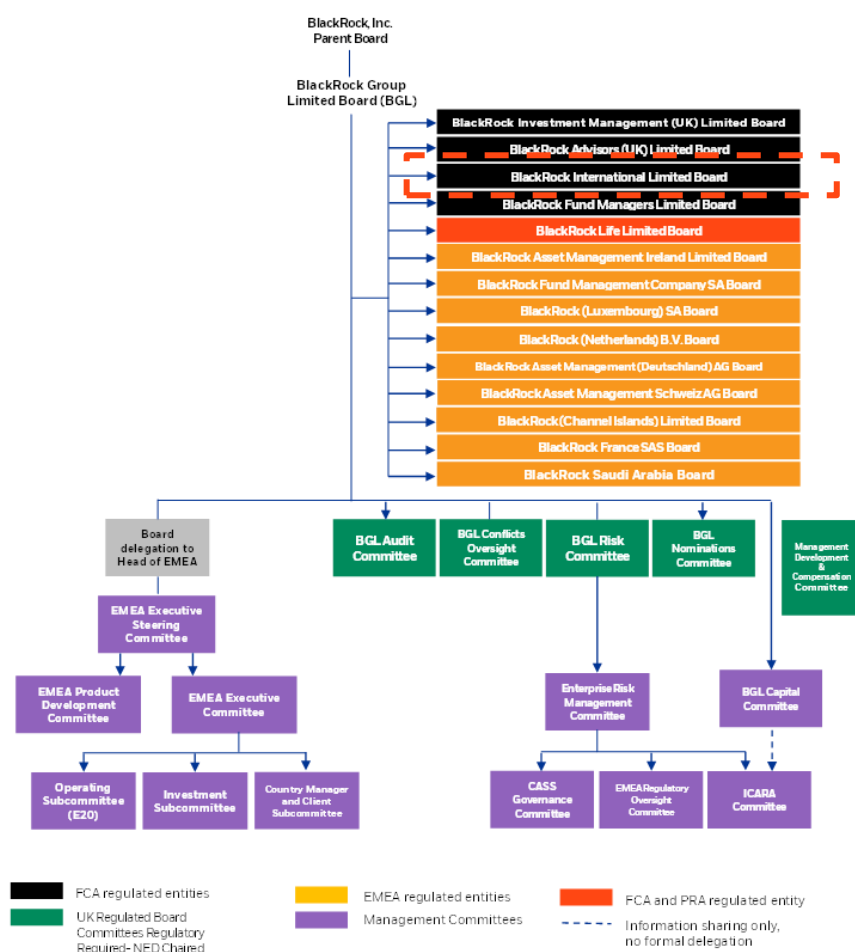 BlackRock, Inc.
Parent Board
BlackRock Group
Limited Board (BGL)
BlackRock Investment Management (UK) Limited Board
BlackRock Advisors (UK) Limited Board
BlackRock International Limited Board
BlackRock Fund Managers Limited Board
BlackRock Life Limited Board
BlackRock Asset Management Ireland Limited Board
BlackRock Fund Management Company SA Board
BlackRock (Luxembourg) SA Board
BlackRock (Netherlands) B.V. Board
BlackRock Asset Management (Deutschland) AG Board
BlackRock Asset Management Schweiz AG Board
BlackRock (Channel Islands) Limited Board
BlackRock France SAS Board
BlackRock Saudi Arabia Board
Board
delegation to
Head of EMEA
BGL Audit
Committee
BGL Conflicts
Oversight
Committee
BGL Risk
Committee
BGL
Nominations
Committee
Management
Development
&
Compensation
Committee
EMEA Executive
Steering
Committee
EMEA Product
Development
Committee
EMEA Executive
Committee
Enterprise Risk
Management
Committee
BGL Capital
Committee
Operating
Subcommittee
(E20)
Investment
Subcommittee
Country Manager
and Client
Subcommittee
CASS
Governance
Committee
EMEA Regulatory
Oversight
Committee
ICARA
Committee
FCA regulated entities
EMEA regulated entities
FCA and PRA regulated entity
UK Regulated Board
Committees Regulatory
Required- NED Chaired
Management Committees
Information sharing only,
no formal delegation